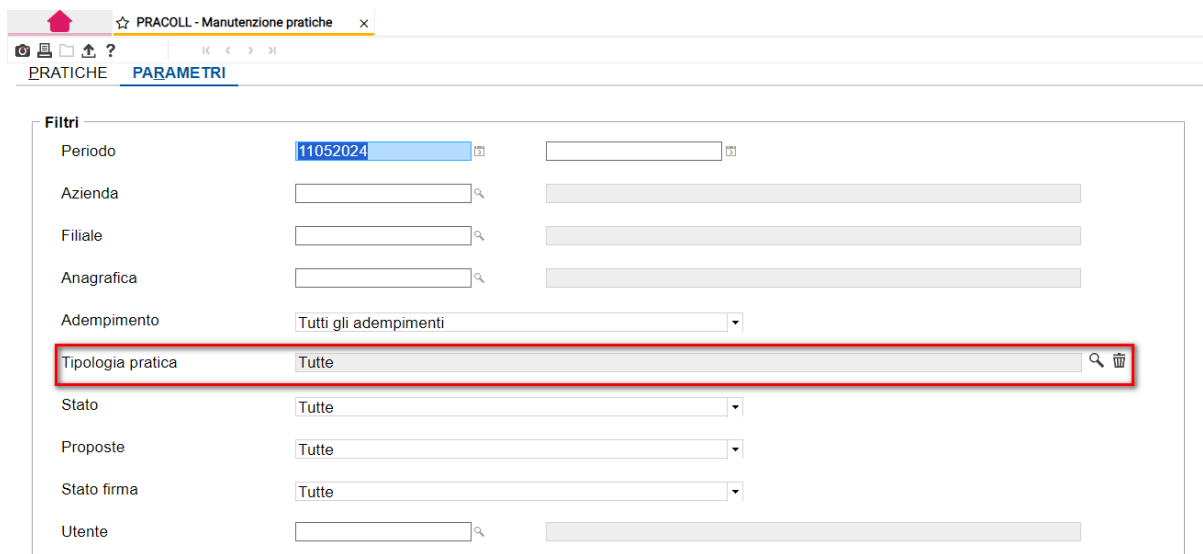 PRACOLL - Manutenzione pratiche
?
PRATICHE PARAMETRI
Filtri
Periodo 11052024
Azienda
Filiale
Anagrafica
Adempimento Tutti gli adempimenti
Tipologia pratica Tutte
Stato Tutte
Proposte Tutte
Stato firma Tutte
Utente